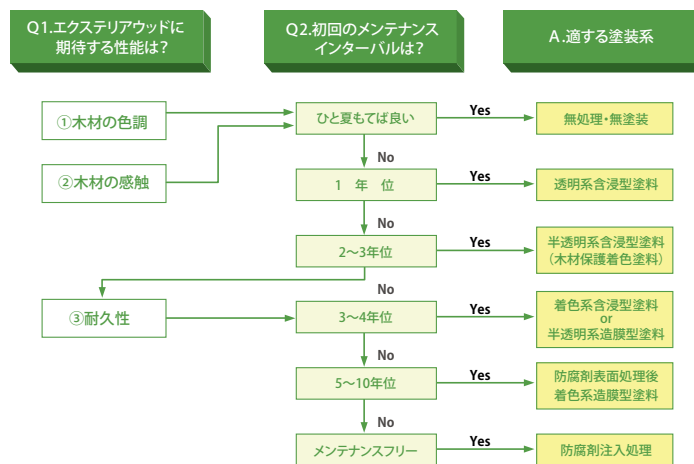 Q1.エクステリアウッドに
期待する性能は?
Q2.初回のメンテナンス
インターバルは?
A.適する塗装系
①木材の色調
ひと夏もてば良い
Yes
無処理・無塗装
No
②木材の感触
1 年 位
Yes
透明系含浸型塗料
No
2〜3年位
Yes
半透明系含浸型塗料
(木材保護着色塗料)
No
③耐久性
3〜4年位
Yes
着色系含浸型塗料
or
半透明系造膜型塗料
No
5〜10年位
Yes
防腐剤表面処理後
着色系造膜型塗料
No
メンテナンスフリー
Yes
防腐剤注入処理